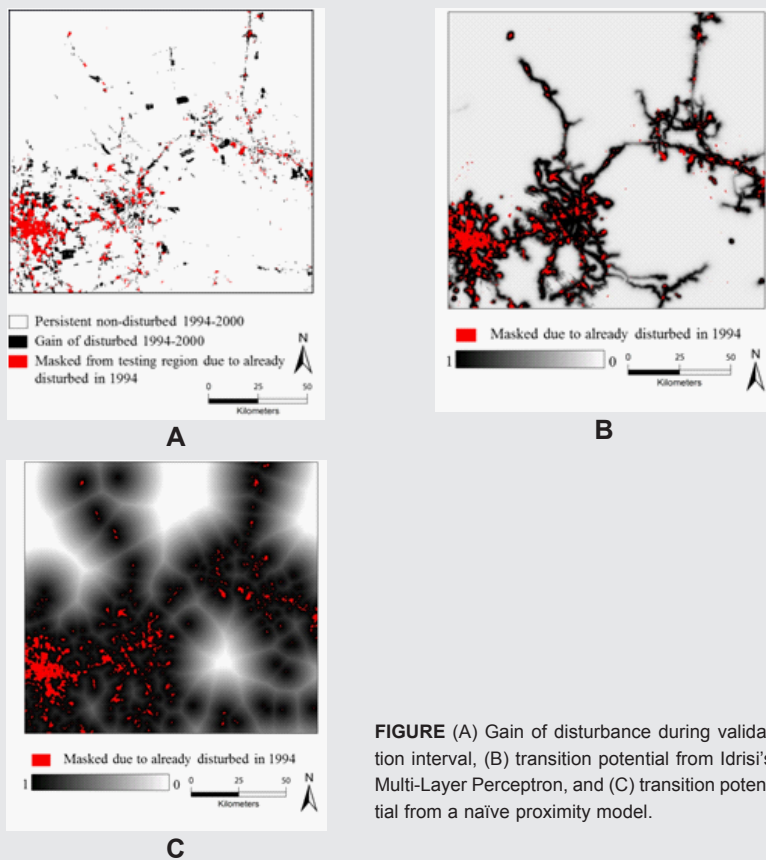 Persistent non-disturbed 1994-2000
Gain of disturbed 1994-2000
Masked from testing region due to already
disturbed in 1994
N
0 25 50
Kilometers
A
Masked due to already disturbed in 1994
1 0
0 25 50
Kilometers
N
B
Masked due to already disturbed in 1994
1 0
0 25 50
Kilometers
N
C
FIGURE (A) Gain of disturbance during valida-
tion interval, (B) transition potential from Idrisi's
Multi-Layer Perceptron, and (C) transition poten-
tial from a naïve proximity model.